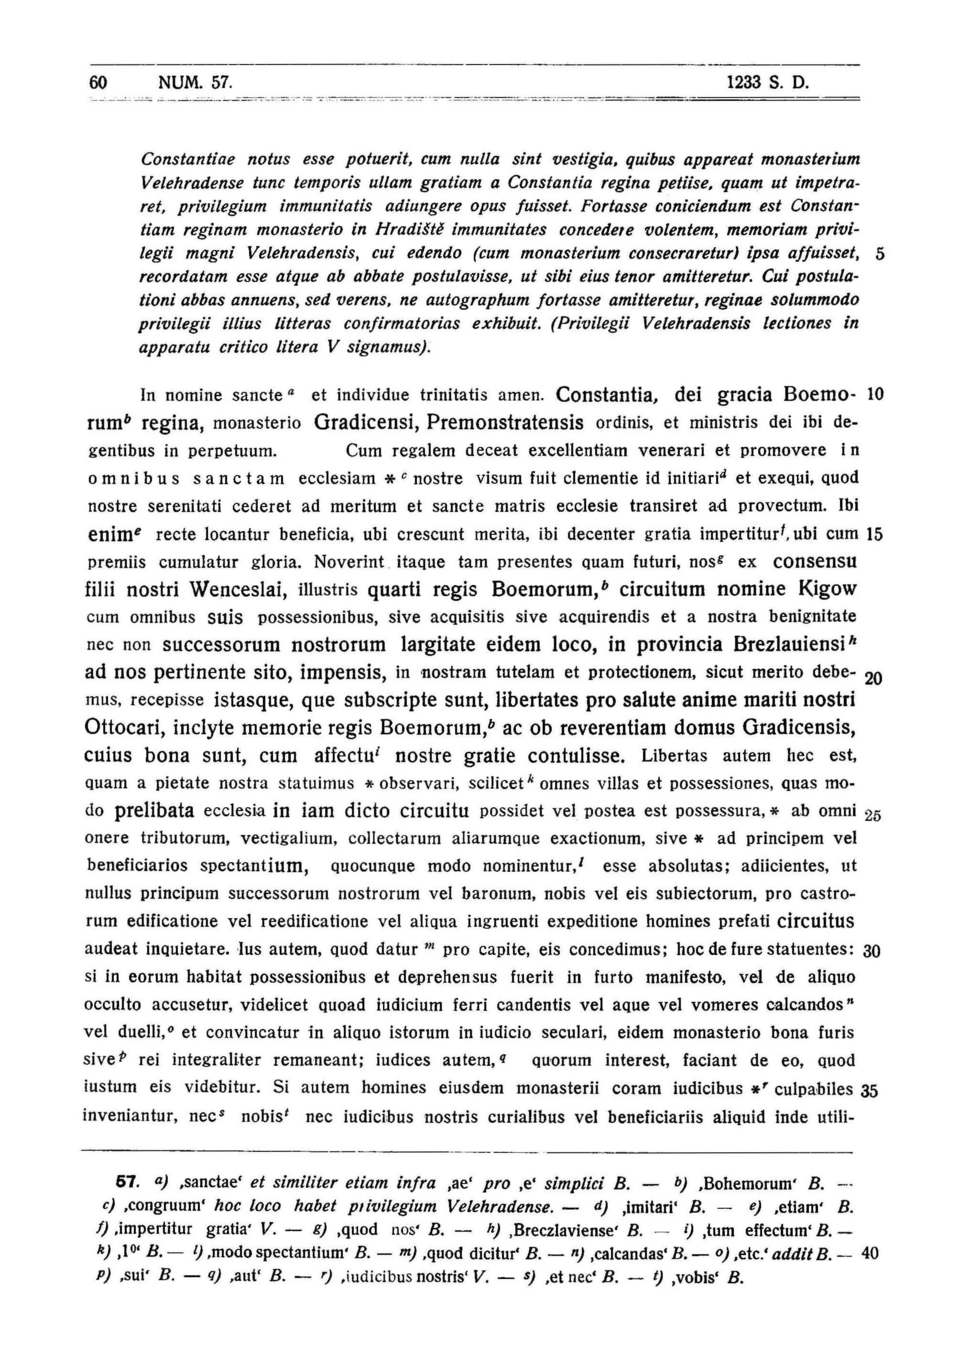 60 NUM. 57. 1233 S. D.
Constantiae notus esse potuerit, cum nulla sint vestigia, quibus appareat monasterium
Velehradense tunc temporis ullam gratiam a Constantia regina petiise, quam ut impetra-
ret, privilegium immunitatis adiungere opus fuisset. Fortasse coniciendum est Constan-
tiam reginam monasterio in Hradiště immunitates concedere volentem, memoriam privi-
legii magni Velehradensis, cui edendo (cum monasterium consecraretur) ipsa affuisset, 5
recordatam esse atque ab abbate postulavisse, ut sibi eius tenor amitteretur. Cui postula-
tioni abbas annuens, sed verens, ne autographum fortasse amitteretur, reginae solummodo
privilegii illius litteras confirmatorias exhibuit. (Privilegii Velehradensis lectiones in
apparatu critico litera V signamus).
In nomine sancte a et individue trinitatis amen. Constantia, dei gracia Boemo- 10
rum b regina, monasterio Gradicensi, Premonstratensis ordinis, et ministris dei ibi de-
gentibus in perpetuum. Cum regalem deceat excellentiam venerari et promovere in
omnibus sanctam ecclesiam * c nostre visum fuit clementie id initiari d et exequi, quod
nostre serenitati cederet ad meritum et sancte matris ecclesie transiret ad provectum. Ibi
enim e recte locantur beneficia, ubi crescunt merita, ibi decenter gratia impertitur f, ubi cum 15
premiis cumulatur gloria. Noverint itaque tam presentes quam futuri, nos g ex consensu
filii nostri Wenceslai, illustris quarti regis Boemorum, b circuitum nomine Kigow
cum omnibus suis possessionibus, sive acquisitis sive acquirendis et a nostra benignitate
nec non successorum nostrorum largitate eidem loco, in provincia Brezlauiensi h
ad nos pertinente sito, impensis, in nostram tutelam et protectionem, sicut merito debe- 20
mus, recepisse istasque, que subscripte sunt, libertates pro salute anime mariti nostri
Ottocari, inclyte memorie regis Boemorum, b ac ob reverentiam domus Gradicensis,
cuius bona sunt, cum affectu i nostre gratie contulisse. Libertas autem hec est,
quam a pietate nostra statuimus * observari, scilicet k omnes villas et possessiones, quas mo-
do prelibata ecclesia in iam dicto circuitu possidet vel postea est possessura, * ab omni 25
onere tributorum, vectigalium, collectarum aliarumque exactionum, sive * ad principem vel
beneficiarios spectantium, quocunque modo nominentur, l esse absolutas; adiicientes, ut
nullus principum successorum nostrorum vel baronum, nobis vel eis subiectorum, pro castro-
rum edificatione vel reedificatione vel aliqua ingruenti expeditione homines prefati circuitus
audeat inquietare. Ius autem, quod datur m pro capite, eis concedimus; hoc de fure statuentes: 30
si in eorum habitat possessionibus et deprehensus fuerit in furto manifesto, vel de aliquo
occulto accusetur, videlicet quoad iudicium ferri candentis vel aque vel vomeres calcandos n
vel duelli, o et convincatur in aliquo istorum in iudicio seculari, eidem monasterio bona furis
sive p rei integraliter remaneant; iudices autem, q quorum interest, faciant de eo, quod
iustum eis videbitur. Si autem homines eiusdem monasterii coram iudicibus * r culpabiles 35
inveniantur, nec s nobis t nec iudicibus nostris curialibus vel beneficiariis aliquid inde utili-
57. a) ‚sanctae‘ et similiter etiam infra ‚ae‘ pro ‚e‘ simplici B. — b) ‚Bohemorum‘ B. —
c) ‚congruum‘ hoc loco habet privilegium Velehradense. — d) ‚imitari‘ B. — e) ‚etiam‘ B.
f) ‚impertitur gratia‘ V. — g) ‚quod nos‘ B. — h) ‚Breczlaviense‘ B. — i) ‚tum effectum‘ B. —
k) ‚10‘ B. — l) ‚modo spectantium‘ B. — m) ‚quod dicitur‘ B. — n) ‚calcandas‘ B. — o) ‚etc.‘ addit B. — 40
p) ‚sui‘ B. — q) ‚aut‘ B. — r) ‚iudicibus nostris‘ V. — s) ‚et nec‘ B. — t) ‚vobis‘ B.